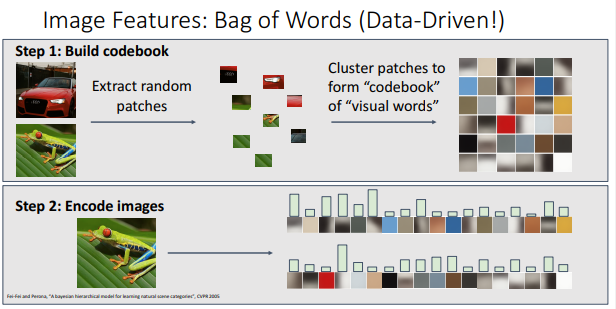 Image Features: Bag of Words (Data-Driven!)
Step 1: Build codebook
Extract random
patches
Cluster patches to
form “codebook”
of “visual words”
Step 2: Encode images
Fei-Fei and Perona, "A bayesian hierarchical model for learning natural scene categories", CVPR 2005